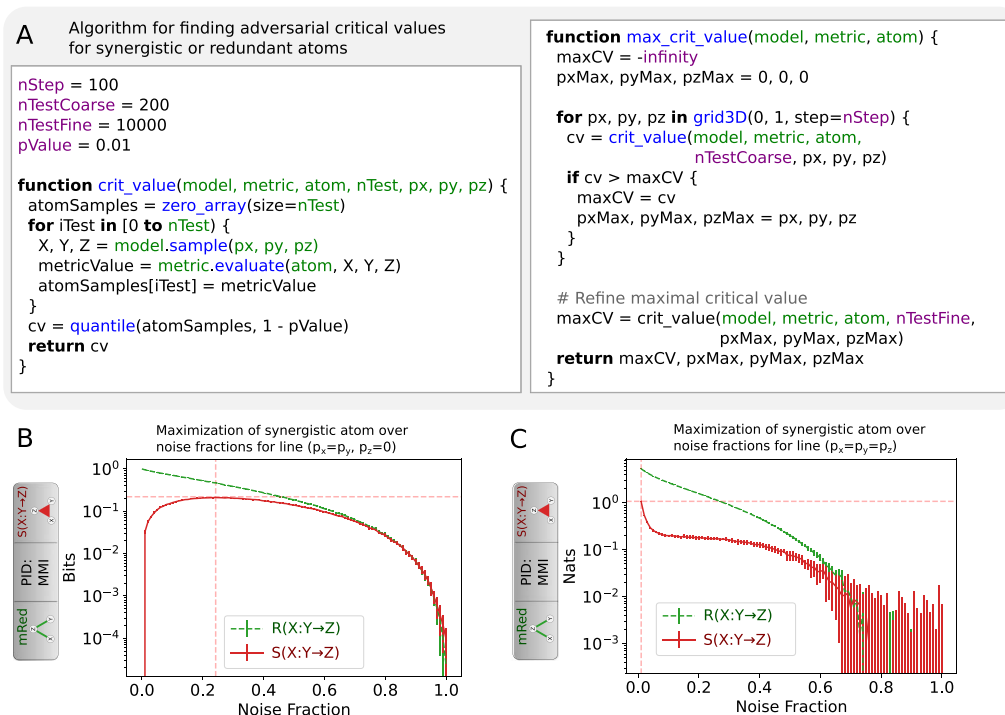 A
Algorithm for finding adversarial critical values
for synergistic or redundant atoms
nStep = 100
nTestCoarse = 200
nTestFine = 10000
pValue = 0.01
function crit_value(model, metric, atom, nTest, px, py, pz) {
atomSamples = zero_array(size=nTest)
for iTest in [0 to nTest) {
X, Y, Z = model.sample(px, py, pz)
metricValue = metric.evaluate(atom, X, Y, Z)
atomSamples[iTest] = metricValue
}
cv = quantile(atomSamples, 1 - pValue)
return cv
}
function max_crit_value(model, metric, atom) {
maxCV = -infinity
pxMax, pyMax, pzMax = 0, 0, 0
for px, py, pz in grid3D(0, 1, step=nStep) {
cv = crit_value(model, metric, atom,
nTestCoarse, px, py, pz)
if cv > maxCV {
maxCV = cv
pxMax, pyMax, pzMax = px, py, pz
}
}
# Refine maximal critical value
maxCV = crit_value(model, metric, atom, nTestFine,
pxMax, pyMax, pzMax)
return maxCV, pxMax, pyMax, pzMax
}
B
Maximization of synergistic atom over
noise fractions for line (pₓ=pᵧ, p_z=0)
S(X:Y→Z)
X
Y
Z
PID:
MMI
mRed
X
Y
Z
Bits
10⁰
10⁻¹
10⁻²
10⁻³
10⁻⁴
R(X:Y→Z)
S(X:Y→Z)
0.0 0.2 0.4 0.6 0.8 1.0
Noise Fraction
C
Maximization of synergistic atom over
noise fractions for line (pₓ=pᵧ=p_z)
S(X:Y→Z)
X
Y
Z
PID:
MMI
mRed
X
Y
Z
Nats
10⁰
10⁻¹
10⁻²
10⁻³
R(X:Y→Z)
S(X:Y→Z)
0.0 0.2 0.4 0.6 0.8 1.0
Noise Fraction